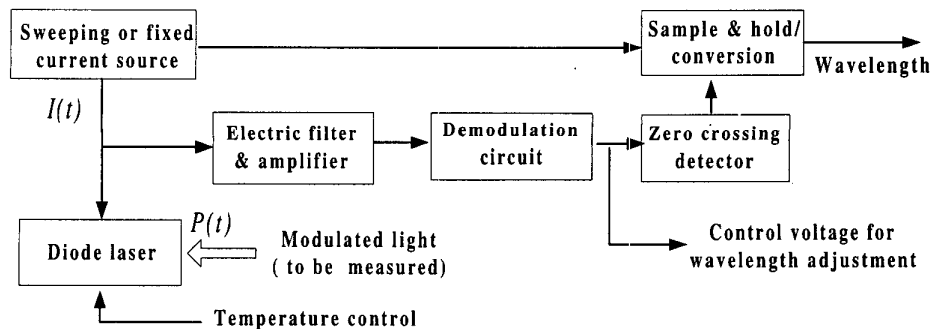 Sweeping or fixed
current source
Sample & hold/
conversion
Wavelength
I(t)
Electric filter
& amplifier
Demodulation
circuit
Zero crossing
detector
P(t)
Diode laser
Modulated light
( to be measured)
Control voltage for
wavelength adjustment
Temperature control